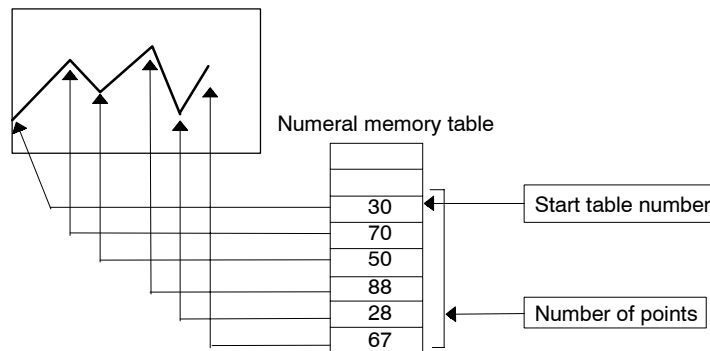 Numeral memory table
30
Start table number
70
50
88
28
Number of points
67